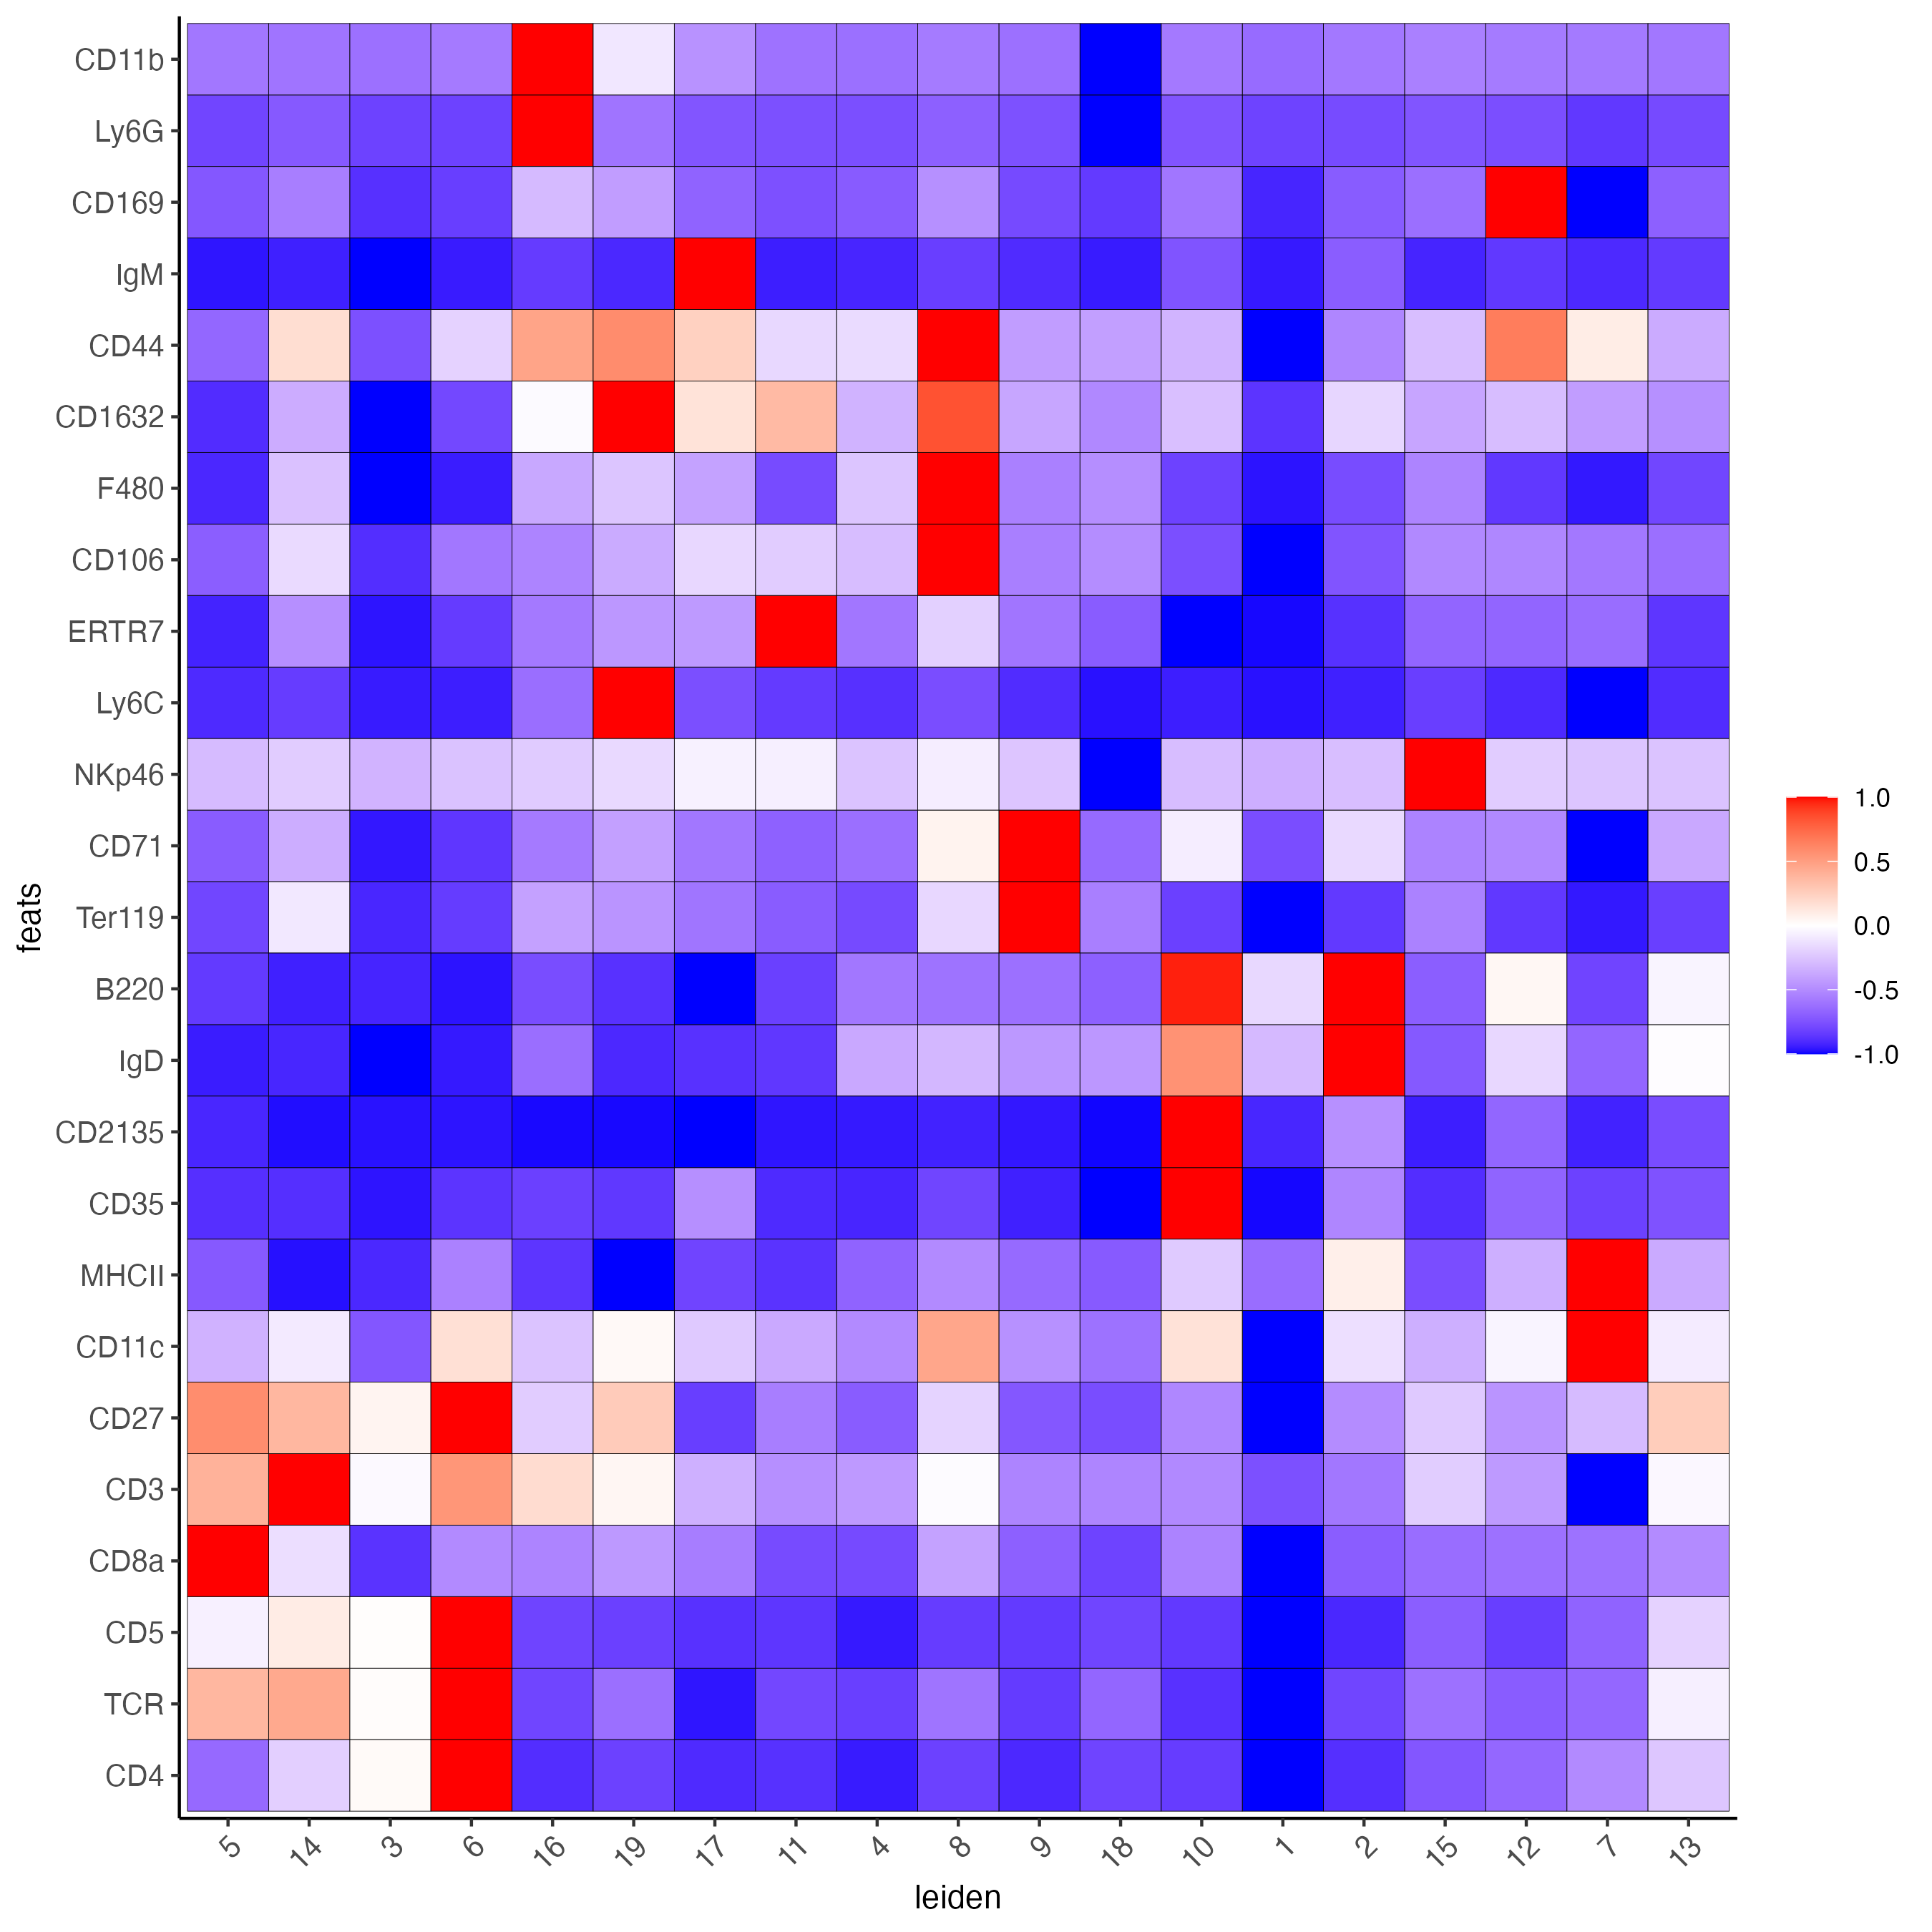 CD11b
Ly6G
CD169
IgM
CD44
CD1632
F480
CD106
ERTR7
Ly6C
NKp46
CD71
Ter119
B220
IgD
CD2135
CD35
MHCII
CD11c
CD27
CD3
CD8a
CD5
TCR
CD4
feats
5 14 3 6 16 19 17 11 4 8 9 18 10 1 2 15 12 7 13
leiden
1.0
0.5
0.0
-0.5
-1.0